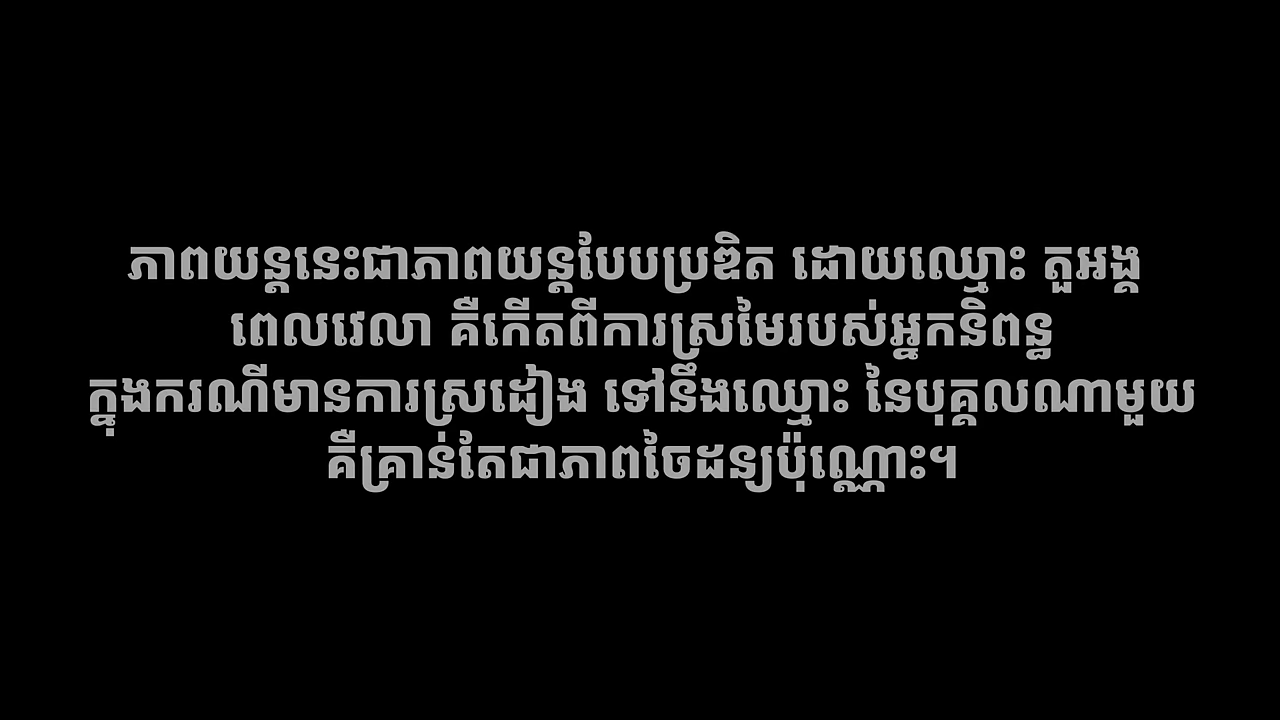 ភាពយន្តនេះជាភាពយន្តបែបប្រឌិត ដោយឈ្មោះ តួអង្គ
ពេលវេលា គឺកើតពីការស្រមៃរបស់អ្នកនិពន្ធ
ក្នុងករណីមានការស្រដៀង ទៅនឹងឈ្មោះ នៃបុគ្គលណាមួយ
គឺគ្រាន់តែជាភាពចៃដន្យប៉ុណ្ណោះ។